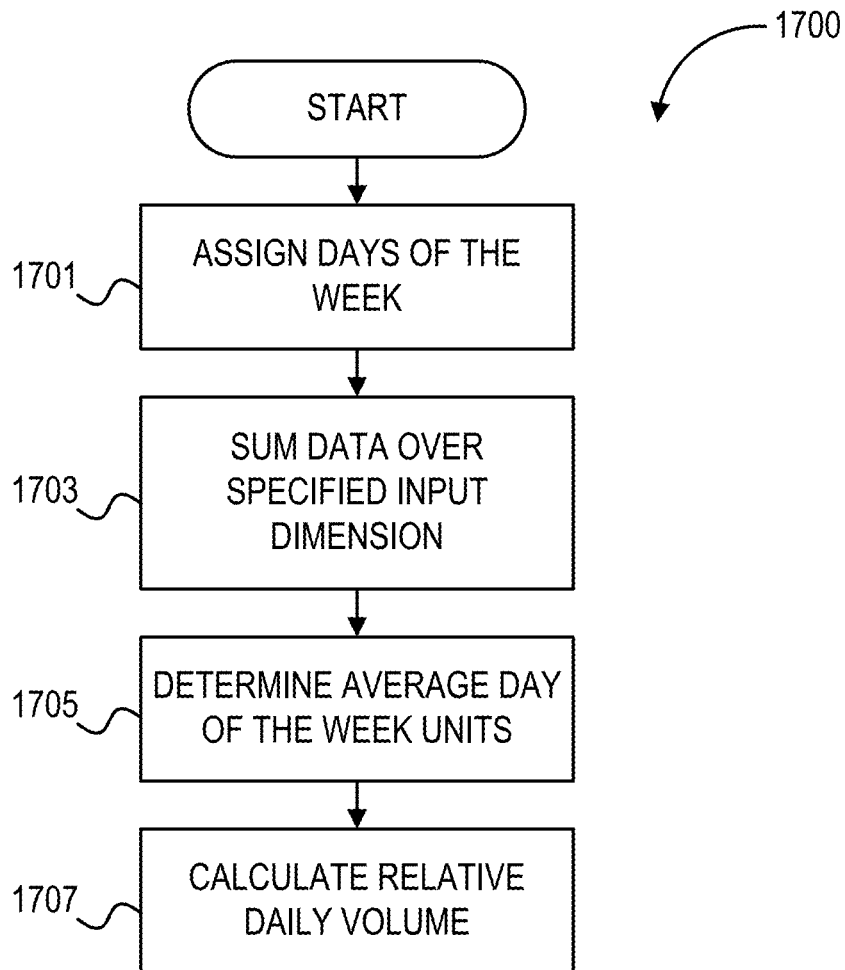 1700
START
1701
ASSIGN DAYS OF THE
WEEK
1703
SUM DATA OVER
SPECIFIED INPUT
DIMENSION
1705
DETERMINE AVERAGE DAY
OF THE WEEK UNITS
1707
CALCULATE RELATIVE
DAILY VOLUME